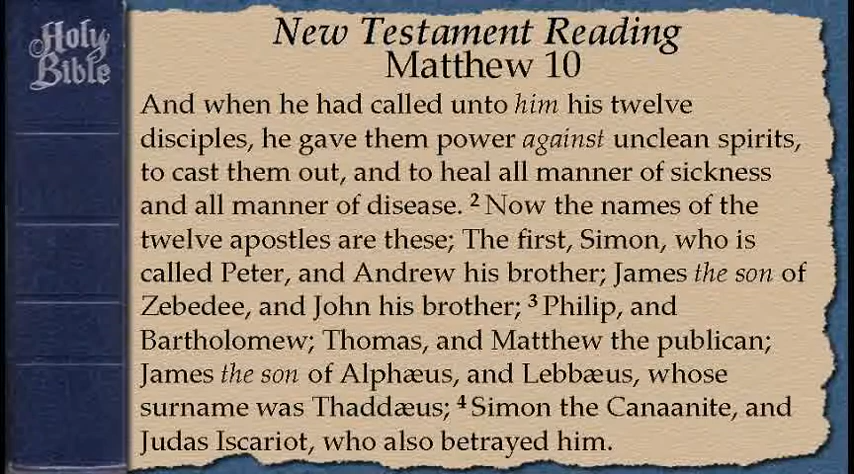 Holy
Bible
New Testament Reading
Matthew 10
And when he had called unto him his twelve
disciples, he gave them power against unclean spirits,
to cast them out, and to heal all manner of sickness
and all manner of disease. ² Now the names of the
twelve apostles are these; The first, Simon, who is
called Peter, and Andrew his brother; James the son of
Zebedee, and John his brother; ³ Philip, and
Bartholomew; Thomas, and Matthew the publican;
James the son of Alphæus, and Lebbæus, whose
surname was Thaddæus; ⁴ Simon the Canaanite, and
Judas Iscariot, who also betrayed him.